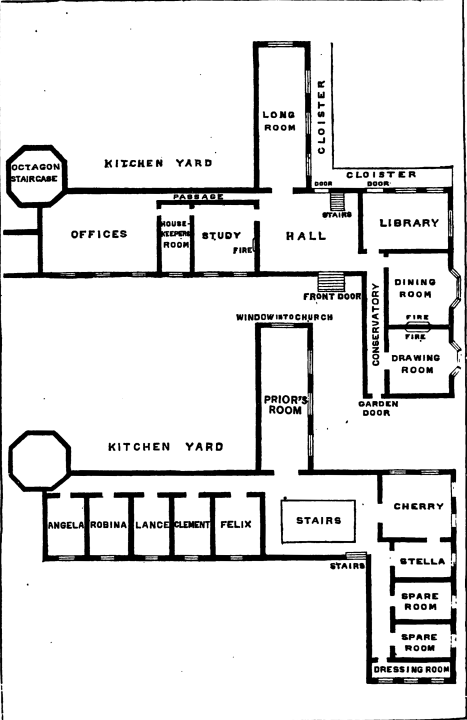 LONG
ROOM
CLOISTER
OCTAGON
STAIRCASE
KITCHEN YARD
CLOISTER
DOOR
DOOR
PASSAGE
STAIRS
OFFICES
HOUSE-
KEEPERS
ROOM
STUDY
FIRE
HALL
LIBRARY
FRONT DOOR
CONSERVATORY
DINING
ROOM
FIRE
FIRE
DRAWING
ROOM
GARDEN
DOOR
WINDOW INTO CHURCH
PRIOR'S
ROOM
KITCHEN YARD
ANGELA
ROBINA
LANCE
CLEMENT
FELIX
STAIRS
CHERRY
STAIRS
STELLA
SPARE
ROOM
SPARE
ROOM
DRESSING ROOM